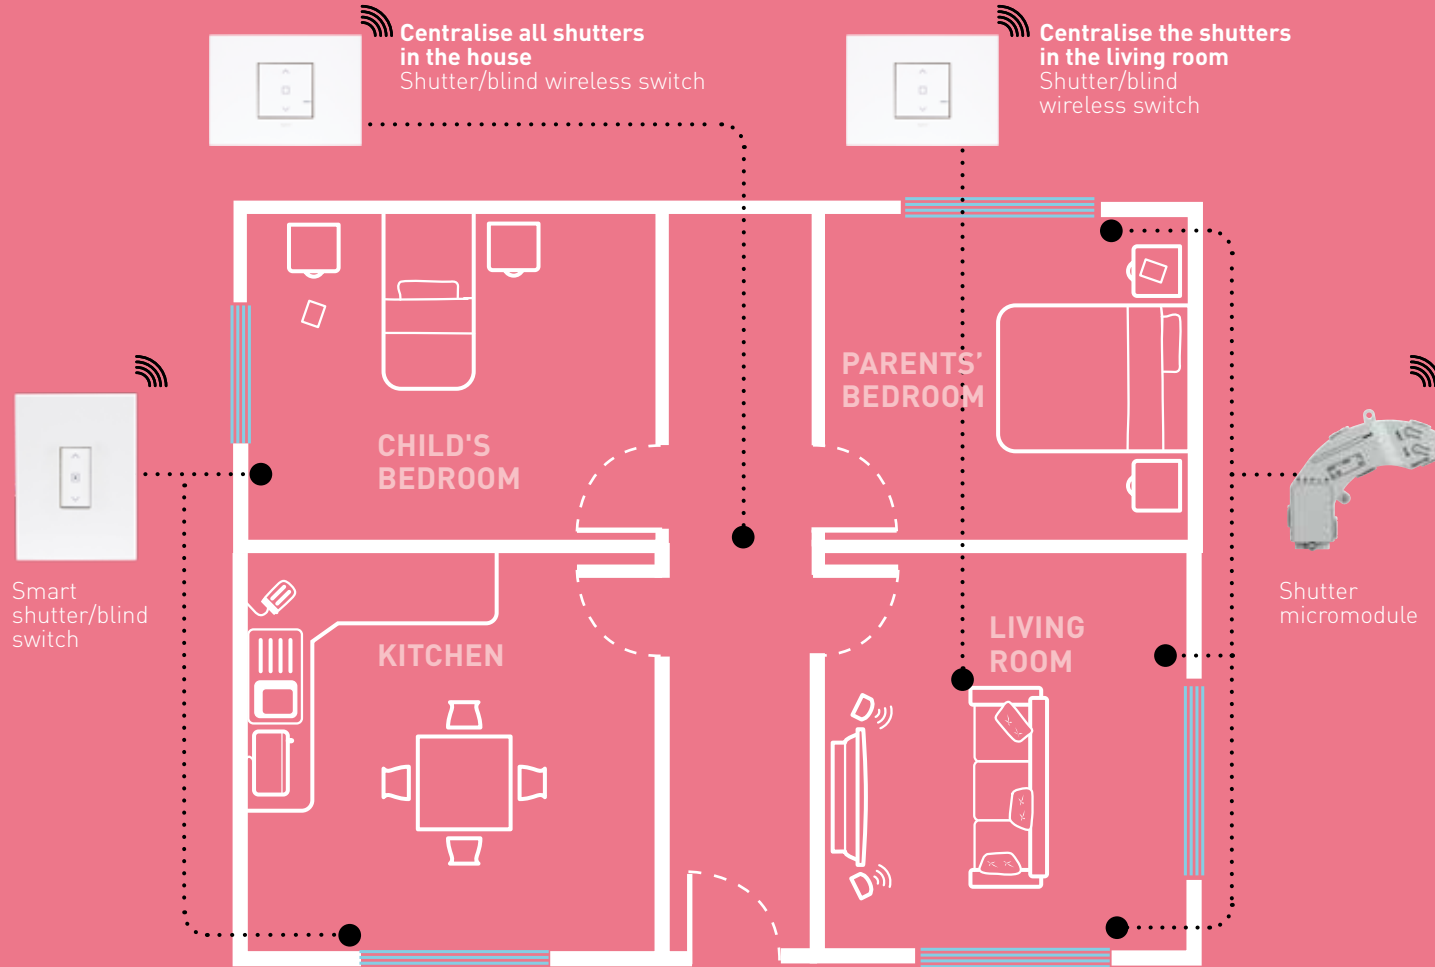 Centralise all shutters
in the house
Shutter/blind wireless switch
Centralise the shutters
in the living room
Shutter/blind
wireless switch
PARENTS’
BEDROOM
CHILD'S
BEDROOM
Smart
shutter/blind
switch
Shutter
micromodule
KITCHEN
LIVING
ROOM